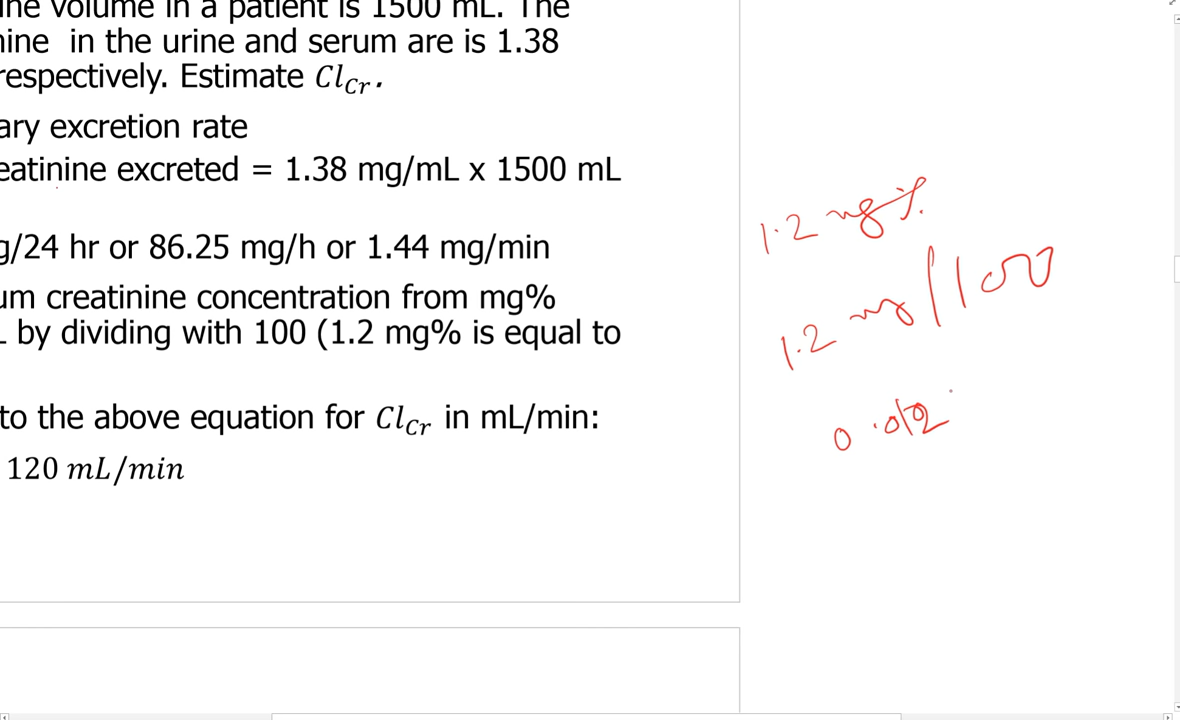 ine volume in a patient is 1500 mL. The
nine in the urine and serum are is 1.38
respectively. Estimate Cl_Cr.
ary excretion rate
eatinine excreted = 1.38 mg/mL x 1500 mL
g/24 hr or 86.25 mg/h or 1.44 mg/min
um creatinine concentration from mg%
L by dividing with 100 (1.2 mg% is equal to
to the above equation for Cl_Cr in mL/min:
120 mL/min
1.2 mg%
1.2 mg/100
0.012